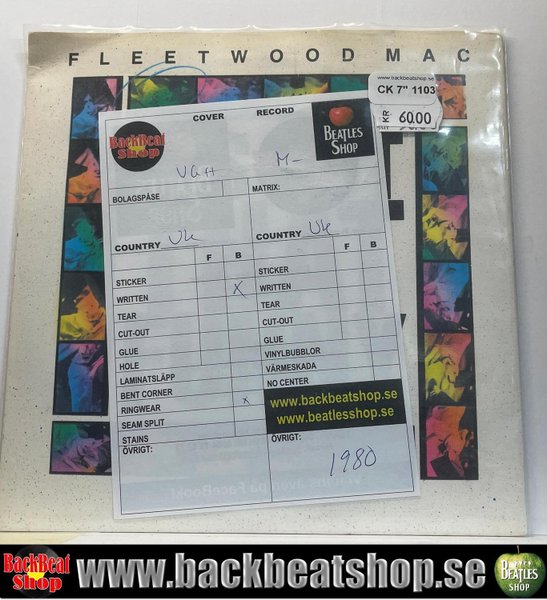 FLEETWOOD MAC
www.backbeatshop.se
CK 7" 1103
KR 60.00
COVER RECORD
BackBeat Shop
BEATLES SHOP
VG++ M-
BOLAGSPÅSE MATRIX:
COUNTRY UK COUNTRY UK
F B F B
STICKER STICKER
WRITTEN X WRITTEN
TEAR TEAR
CUT-OUT CUT-OUT
GLUE GLUE
HOLE VINYLBUBBLOR
LAMINATSLÄPP VÄRMESKADA
BENT CORNER NO CENTER
RINGWEAR x
SEAM SPLIT
STAINS
www.backbeatshop.se
www.beatlesshop.se
ÖVRIGT: ÖVRIGT:
1980
BackBeat Shop www.backbeatshop.se BEATLES SHOP